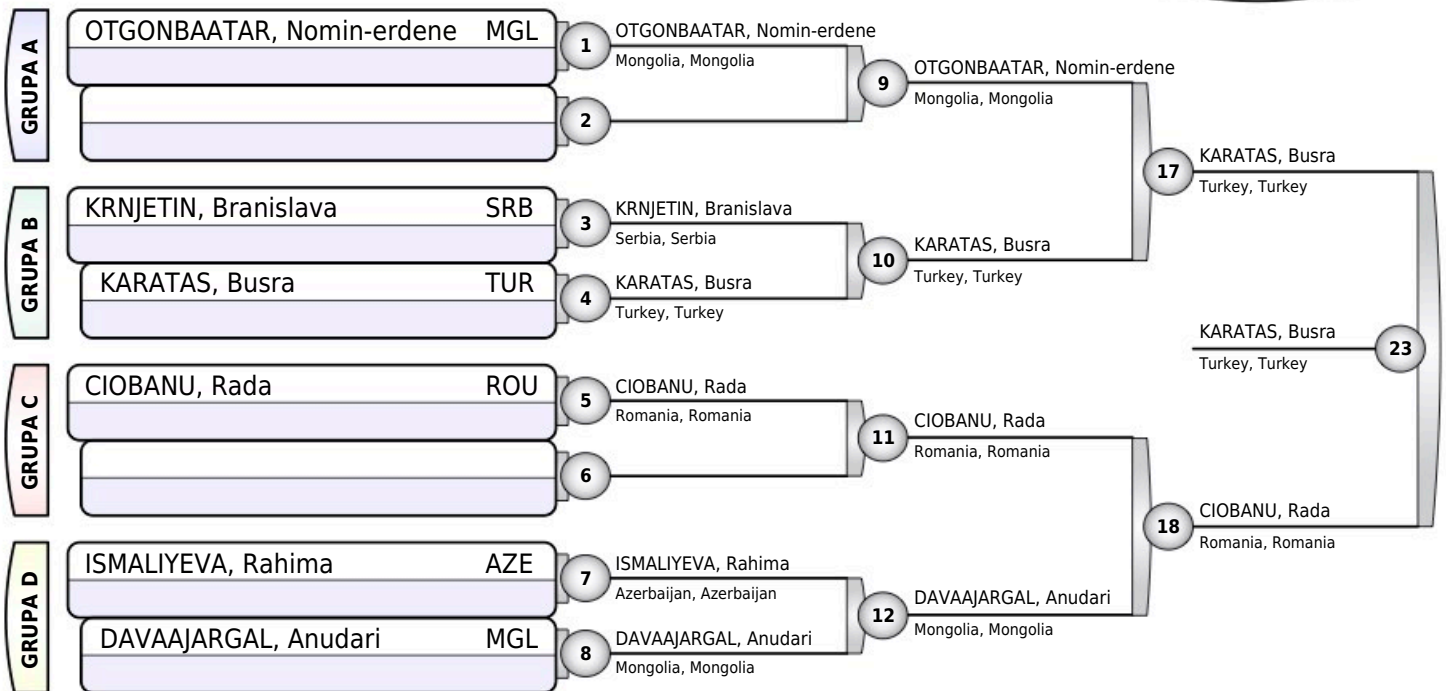 GRUPA A
OTGONBAATAR, Nomin-erdene MGL
1
OTGONBAATAR, Nomin-erdene
Mongolia, Mongolia
2
9
OTGONBAATAR, Nomin-erdene
Mongolia, Mongolia
GRUPA B
KRNJETIN, Branislava SRB
3
KRNJETIN, Branislava
Serbia, Serbia
KARATAS, Busra TUR
4
KARATAS, Busra
Turkey, Turkey
10
KARATAS, Busra
Turkey, Turkey
17
KARATAS, Busra
Turkey, Turkey
GRUPA C
CIOBANU, Rada ROU
5
CIOBANU, Rada
Romania, Romania
6
11
CIOBANU, Rada
Romania, Romania
GRUPA D
ISMALIYEVA, Rahima AZE
7
ISMALIYEVA, Rahima
Azerbaijan, Azerbaijan
DAVAAJARGAL, Anudari MGL
8
DAVAAJARGAL, Anudari
Mongolia, Mongolia
12
DAVAAJARGAL, Anudari
Mongolia, Mongolia
18
CIOBANU, Rada
Romania, Romania
KARATAS, Busra
Turkey, Turkey
23